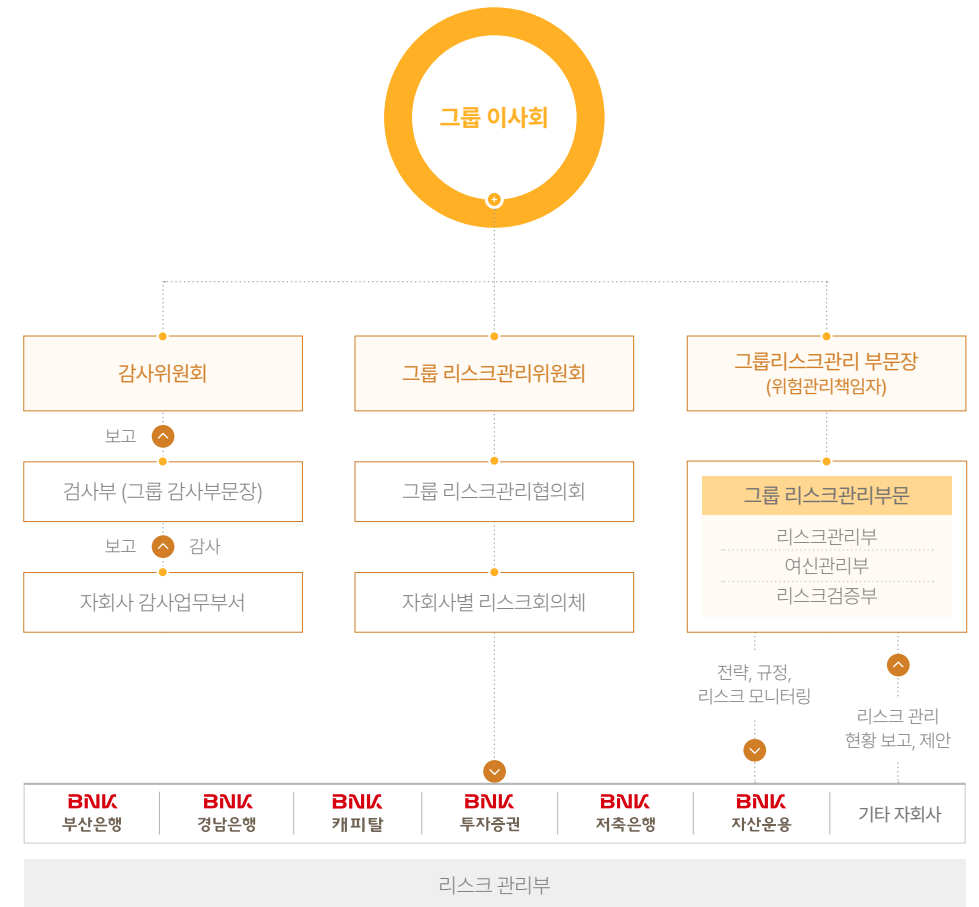 그룹 이사회
감사위원회
그룹 리스크관리위원회
그룹리스크관리 부문장
(위험관리책임자)
보고
검사부 (그룹 감사부문장)
그룹 리스크관리협의회
그룹 리스크관리부문
리스크관리부
여신관리부
리스크검증부
보고 감사
자회사 감사업무부서
자회사별 리스크회의체
전략, 규정,
리스크 모니터링
리스크 관리
현황 보고, 제안
BNK
부산은행
BNK
경남은행
BNK
캐피탈
BNK
투자증권
BNK
저축은행
BNK
자산운용
기타 자회사
리스크 관리부